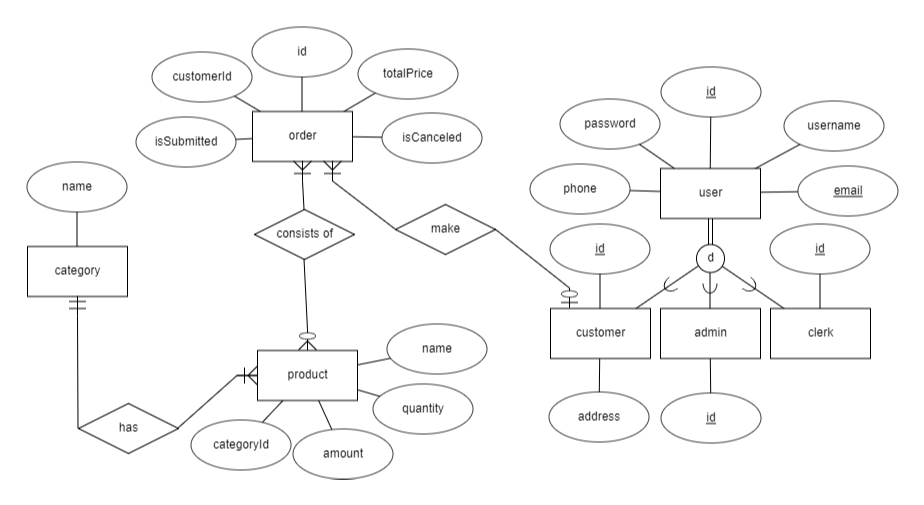 id
customerId
totalPrice
order
isSubmitted
isCanceled
id
password
username
user
phone
email
name
consists of
make
category
id
id
d
customer
admin
clerk
name
product
quantity
has
categoryId
amount
address
id